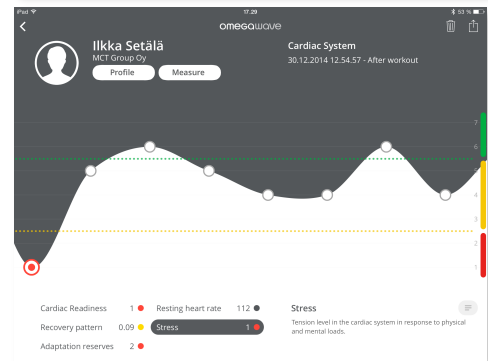 iPad 17.29 53 %
omegawave
Ilkka Setälä
MCT Group Oy
Profile Measure
Cardiac System
30.12.2014 12.54.57 - After workout
7
6
5
4
3
2
1
Cardiac Readiness 1 Resting heart rate 112
Recovery pattern 0.09 Stress 1
Adaptation reserves 2
Stress
Tension level in the cardiac system in response to physical
and mental loads.